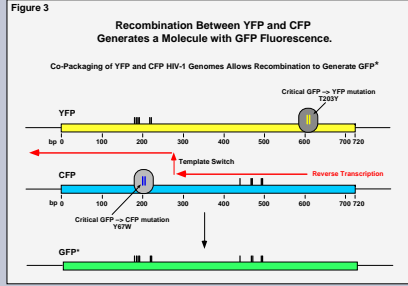 Figure 3
Recombination Between YFP and CFP
Generates a Molecule with GFP Fluorescence.
Co-Packaging of YFP and CFP HIV-1 Genomes Allows Recombination to Generate GFP*
Critical GFP –> YFP mutation
T203Y
YFP
bp 0 100 200 300 400 500 600 700 720
Template Switch
Reverse Transcription
CFP
bp 0 100 200 300 400 500 600 700 720
Critical GFP –> CFP mutation
Y67W
GFP*